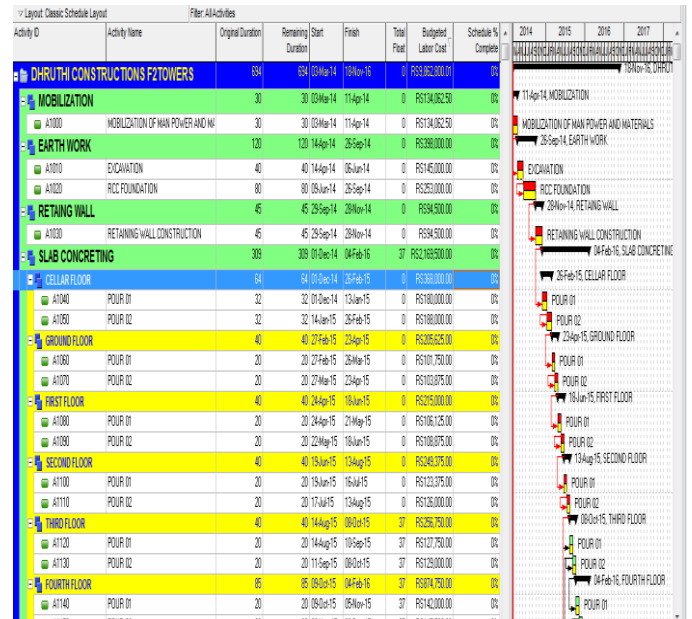 Layout: Classic Schedule Layout Filter: All Activities
Activity ID Activity Name Original Duration Remaining Duration Start Finish Total Float Budgeted Labor Cost Schedule % Complete 2014 2015 2016 2017
DHRUTHI CONSTRUCTIONS F2TOWERS 694 694 03-Mar-14 18-Nov-16 0 RS9,862,800.01 0% 18-Nov-16, DHRUT
MOBILIZATION 30 30 03-Mar-14 11-Apr-14 0 RS134,062.50 0% 11-Apr-14, MOBILIZATION
A1000 MOBILIZATION OF MAN POWER AND MA 30 30 03-Mar-14 11-Apr-14 0 RS134,062.50 0% MOBILIZATION OF MAN POWER AND MATERIALS
EARTH WORK 120 120 14-Apr-14 26-Sep-14 0 RS398,000.00 0% 26-Sep-14, EARTH WORK
A1010 EXCAVATION 40 40 14-Apr-14 06-Jun-14 0 RS145,000.00 0% EXCAVATION
A1020 RCC FOUNDATION 80 80 09-Jun-14 26-Sep-14 0 RS253,000.00 0% RCC FOUNDATION
RETAING WALL 45 45 29-Sep-14 28-Nov-14 0 RS94,500.00 0% 28-Nov-14, RETAING WALL
A1030 RETAINING WALL CONSTRUCTION 45 45 29-Sep-14 28-Nov-14 0 RS94,500.00 0% RETAINING WALL CONSTRUCTION
SLAB CONCRETING 309 309 01-Dec-14 04-Feb-16 37 RS2,169,500.00 0% 04-Feb-16, SLAB CONCRETING
CELLAR FLOOR 64 64 01-Dec-14 26-Feb-15 0 RS368,000.00 0% 26-Feb-15, CELLAR FLOOR
A1040 POUR 01 32 32 01-Dec-14 13-Jan-15 0 RS180,000.00 0% POUR 01
A1050 POUR 02 32 32 14-Jan-15 26-Feb-15 0 RS188,000.00 0% POUR 02
GROUND FLOOR 40 40 27-Feb-15 23-Apr-15 0 RS205,625.00 0% 23-Apr-15, GROUND FLOOR
A1060 POUR 01 20 20 27-Feb-15 26-Mar-15 0 RS101,750.00 0% POUR 01
A1070 POUR 02 20 20 27-Mar-15 23-Apr-15 0 RS103,875.00 0% POUR 02
FIRST FLOOR 40 40 24-Apr-15 18-Jun-15 0 RS215,000.00 0% 18-Jun-15, FIRST FLOOR
A1080 POUR 01 20 20 24-Apr-15 21-May-15 0 RS106,125.00 0% POUR 01
A1090 POUR 02 20 20 22-May-15 18-Jun-15 0 RS108,875.00 0% POUR 02
SECOND FLOOR 40 40 19-Jun-15 13-Aug-15 0 RS249,375.00 0% 13-Aug-15, SECOND FLOOR
A1100 POUR 01 20 20 19-Jun-15 16-Jul-15 0 RS123,375.00 0% POUR 01
A1110 POUR 02 20 20 17-Jul-15 13-Aug-15 0 RS126,000.00 0% POUR 02
THIRD FLOOR 40 40 14-Aug-15 08-Oct-15 37 RS256,750.00 0% 08-Oct-15, THIRD FLOOR
A1120 POUR 01 20 20 14-Aug-15 10-Sep-15 37 RS127,750.00 0% POUR 01
A1130 POUR 02 20 20 11-Sep-15 08-Oct-15 37 RS129,000.00 0% POUR 02
FOURTH FLOOR 85 85 09-Oct-15 04-Feb-16 37 RS874,750.00 0% 04-Feb-16, FOURTH FLOOR
A1140 POUR 01 20 20 09-Oct-15 05-Nov-15 37 RS142,000.00 0% POUR 01